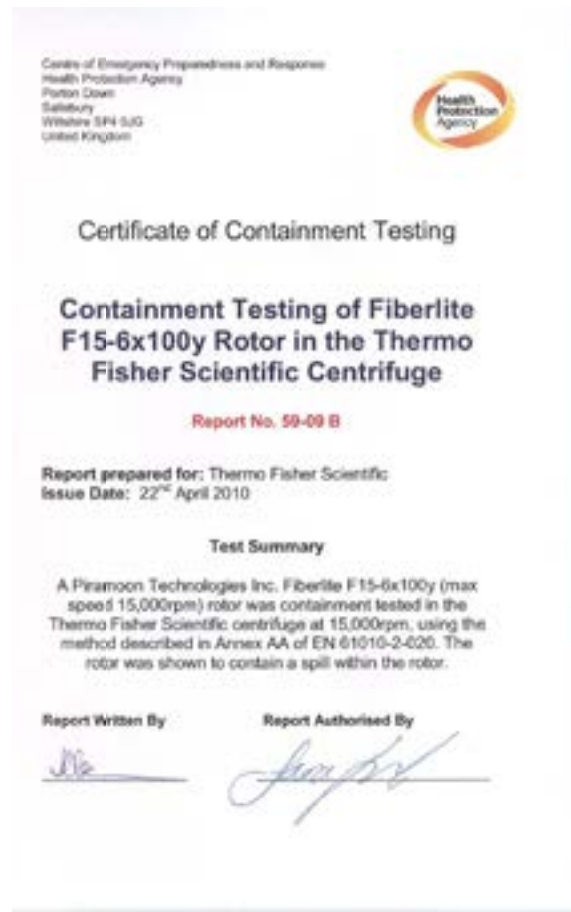 Centre of Emergency Preparedness and Response
Health Protection Agency
Porton Down
Salisbury
Wiltshire SP4 0JG
United Kingdom
Health
Protection
Agency
Certificate of Containment Testing
Containment Testing of Fiberlite
F15-6x100y Rotor in the Thermo
Fisher Scientific Centrifuge
Report No. 59-09 B
Report prepared for: Thermo Fisher Scientific
Issue Date: 22nd April 2010
Test Summary
A Piramoon Technologies Inc. Fiberlite F15-6x100y (max
speed 15,000rpm) rotor was containment tested in the
Thermo Fisher Scientific centrifuge at 15,000rpm, using the
method described in Annex AA of EN 61010-2-020. The
rotor was shown to contain a spill within the rotor.
Report Written By
Report Authorised By